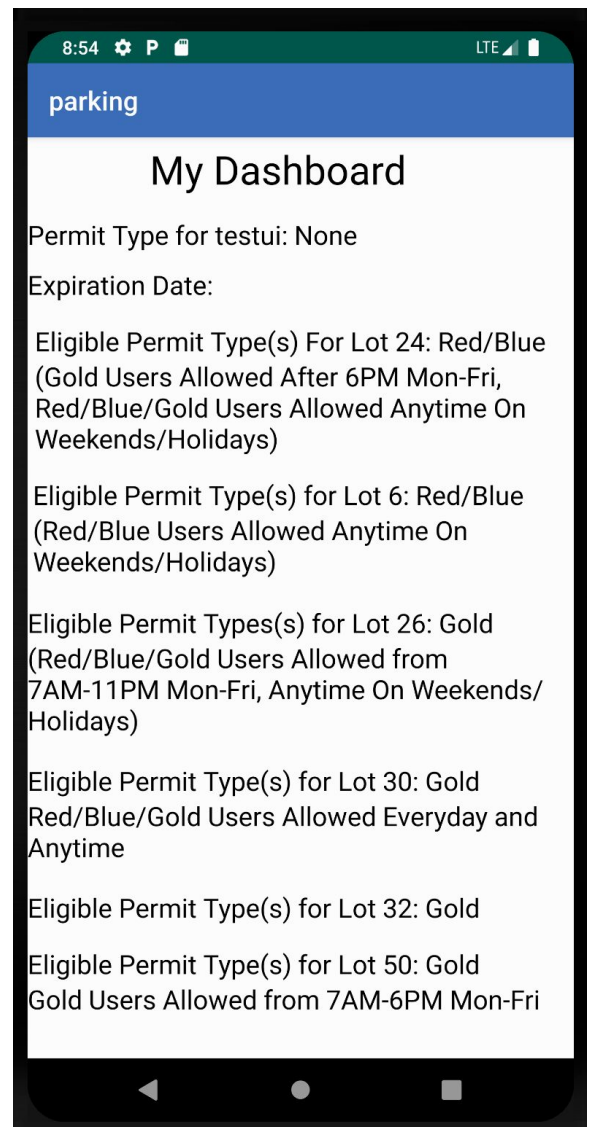 8:54 P LTE
parking
My Dashboard
Permit Type for testui: None
Expiration Date:
Eligible Permit Type(s) For Lot 24: Red/Blue
(Gold Users Allowed After 6PM Mon-Fri,
Red/Blue/Gold Users Allowed Anytime On
Weekends/Holidays)
Eligible Permit Type(s) for Lot 6: Red/Blue
(Red/Blue Users Allowed Anytime On
Weekends/Holidays)
Eligible Permit Types(s) for Lot 26: Gold
(Red/Blue/Gold Users Allowed from
7AM-11PM Mon-Fri, Anytime On Weekends/
Holidays)
Eligible Permit Type(s) for Lot 30: Gold
Red/Blue/Gold Users Allowed Everyday and
Anytime
Eligible Permit Type(s) for Lot 32: Gold
Eligible Permit Type(s) for Lot 50: Gold
Gold Users Allowed from 7AM-6PM Mon-Fri